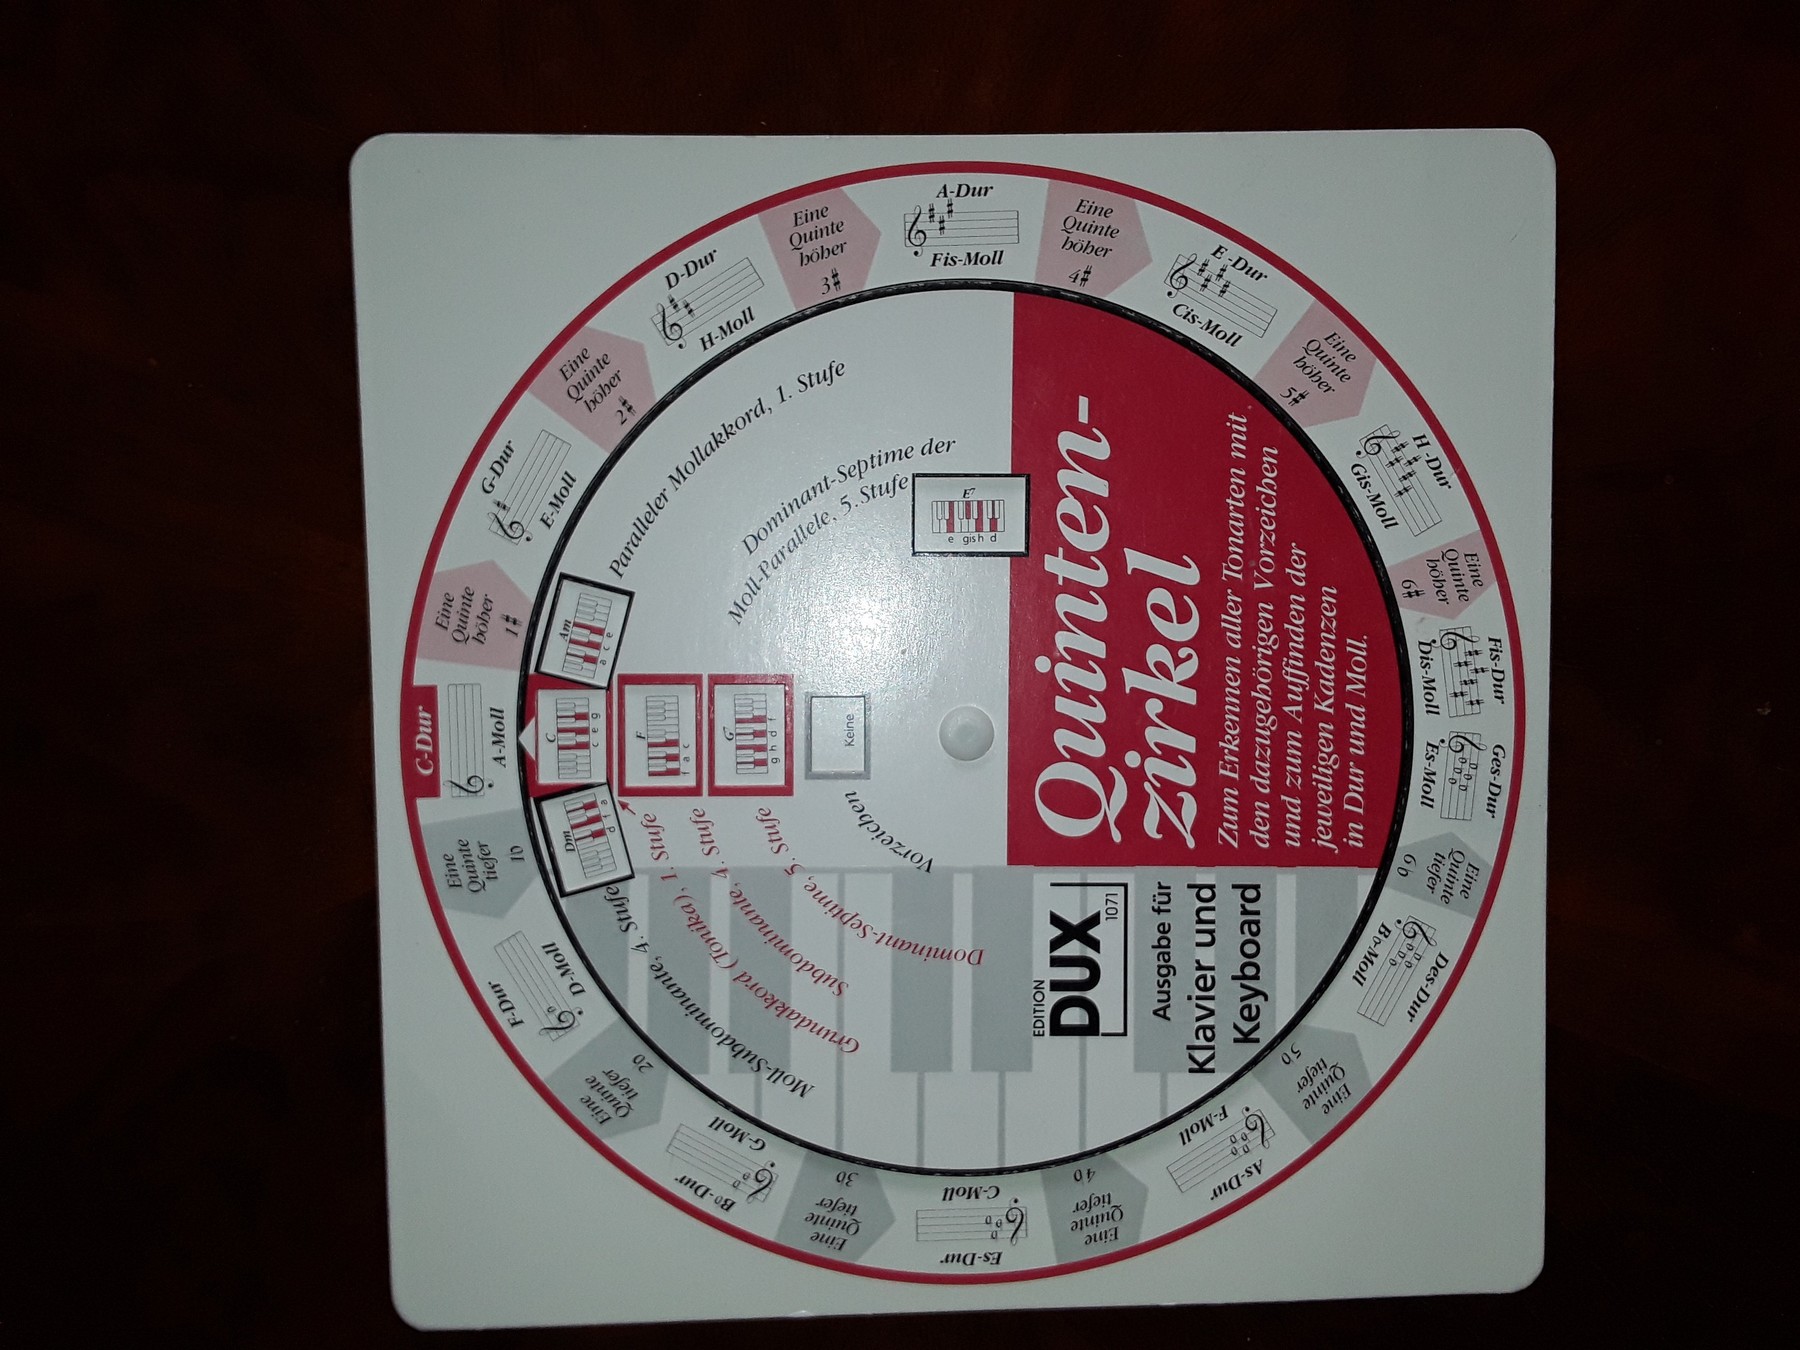 C-Dur
A-Moll
Eine
Quinte
höher
1#
G-Dur
E-Moll
Eine
Quinte
höher
2#
D-Dur
H-Moll
Eine
Quinte
höher
3#
A-Dur
Fis-Moll
Eine
Quinte
höher
4#
E-Dur
Cis-Moll
Eine
Quinte
höher
5#
H-Dur
Gis-Moll
Eine
Quinte
höher
6#
Fis-Dur
Dis-Moll
Ges-Dur
Es-Moll
Eine
Quinte
tiefer
6♭
Des-Dur
B♭-Moll
Eine
Quinte
tiefer
5♭
As-Dur
F-Moll
Eine
Quinte
tiefer
4♭
Es-Dur
C-Moll
Eine
Quinte
tiefer
3♭
B♭-Dur
G-Moll
Eine
Quinte
tiefer
2♭
F-Dur
D-Moll
Eine
Quinte
tiefer
1♭
Dm
d f a
C
c e g
Am
a c e
F
f a c
G7
g h d f
Keine
E7
e gis h d
Paralleler Mollakkord, 1. Stufe
Dominant-Septime der
Moll-Parallele, 5. Stufe
Moll-Subdominante, 4. Stufe
Grundakkord (Tonika), 1. Stufe
Subdominante, 4. Stufe
Dominant-Septime, 5. Stufe
Vorzeichen
Quinten-
zirkel
Zum Erkennen aller Tonarten mit
den dazugehörigen Vorzeichen
und zum Auffinden der
jeweiligen Kadenzen
in Dur und Moll.
EDITION
DUX
1071
Ausgabe für
Klavier und
Keyboard